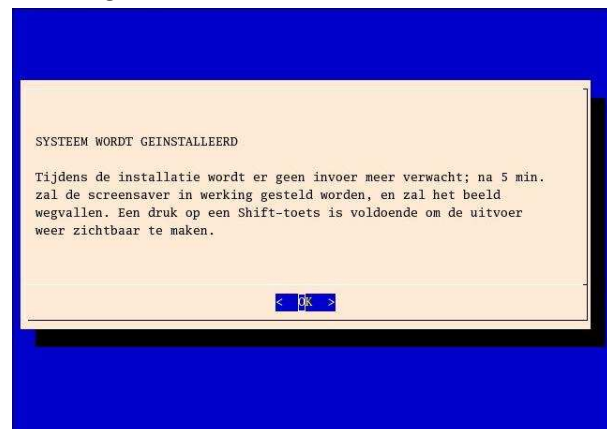 SYSTEEM WORDT GEINSTALLEERD
Tijdens de installatie wordt er geen invoer meer verwacht; na 5 min.
zal de screensaver in werking gesteld worden, en zal het beeld
wegvallen. Een druk op een Shift-toets is voldoende om de uitvoer
weer zichtbaar te maken.
< OK >